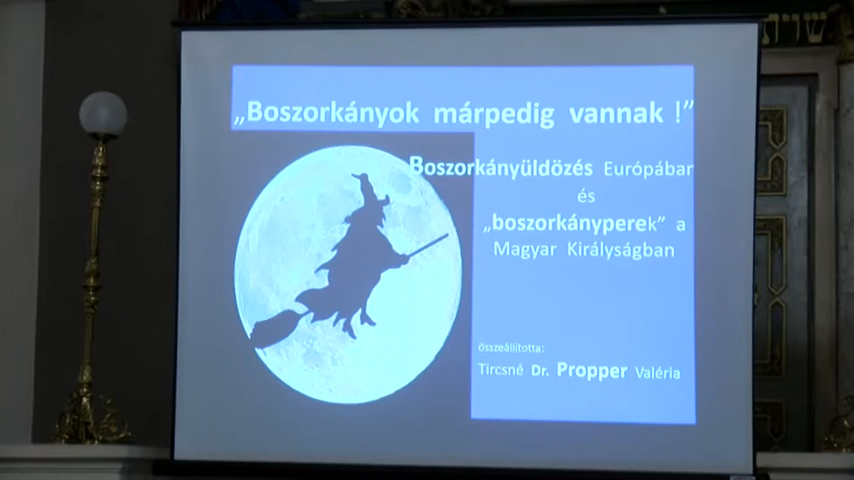 „Boszorkányok márpedig vannak !”
Boszorkányüldözés Európában
és
„boszorkányperek” a
Magyar Királyságban
összeállította:
Tircsné Dr. Propper Valéria